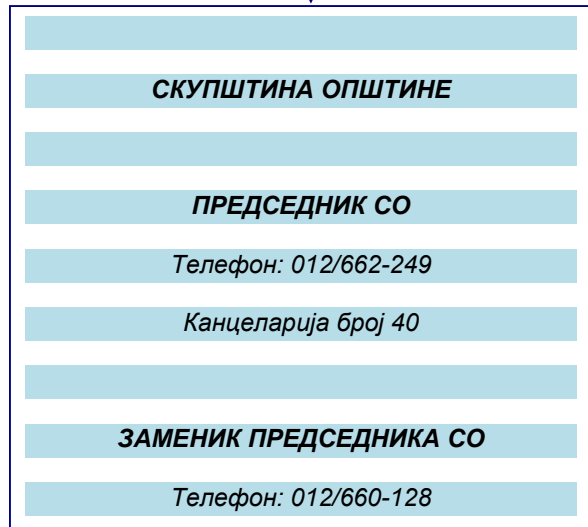 СКУПШТИНА ОПШТИНЕ
ПРЕДСЕДНИК СО
Телефон: 012/662-249
Канцеларија број 40
ЗАМЕНИК ПРЕДСЕДНИКА СО
Телефон: 012/660-128